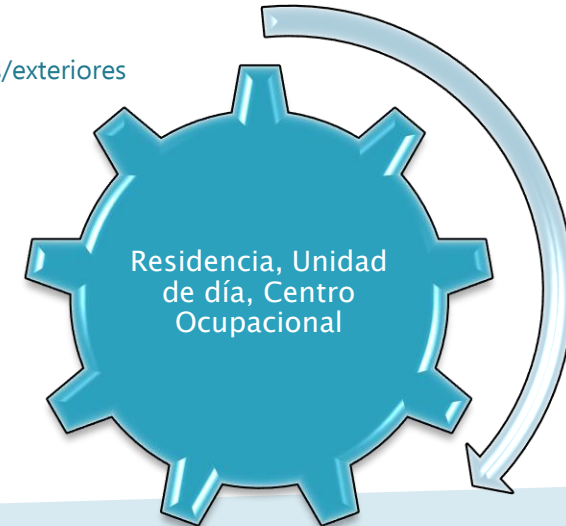 /exteriores
Residencia, Unidad
de día, Centro
Ocupacional